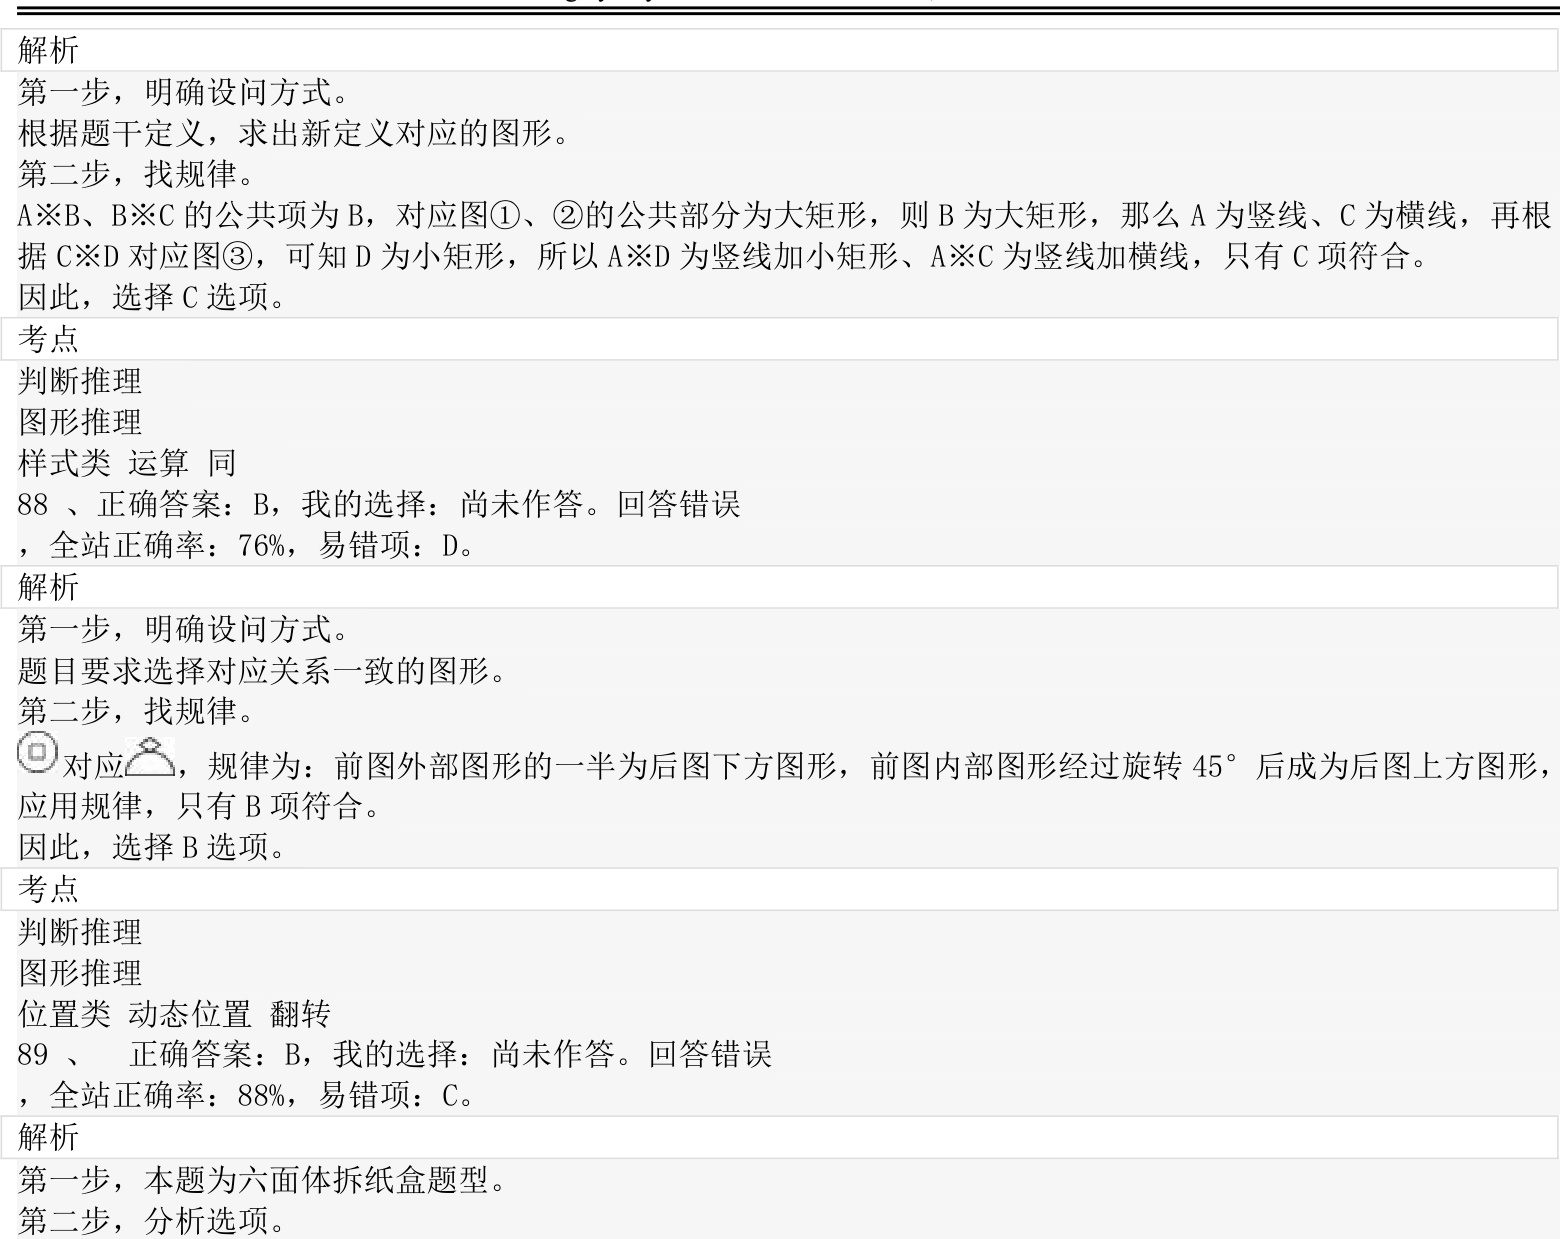 解析
第一步，明确设问方式。
根据题干定义，求出新定义对应的图形。
第二步，找规律。
A※B、B※C 的公共项为 B，对应图①、②的公共部分为大矩形，则 B 为大矩形，那么 A 为竖线、C 为横线，再根
据 C※D 对应图③，可知 D 为小矩形，所以 A※D 为竖线加小矩形、A※C 为竖线加横线，只有 C 项符合。
因此，选择 C 选项。
考点
判断推理
图形推理
样式类 运算 同
88 、正确答案：B，我的选择：尚未作答。回答错误
，全站正确率：76%，易错项：D。
解析
第一步，明确设问方式。
题目要求选择对应关系一致的图形。
第二步，找规律。
对应，规律为：前图外部图形的一半为后图下方图形，前图内部图形经过旋转 45°后成为后图上方图形，
应用规律，只有 B 项符合。
因此，选择 B 选项。
考点
判断推理
图形推理
位置类 动态位置 翻转
89 、 正确答案：B，我的选择：尚未作答。回答错误
，全站正确率：88%，易错项：C。
解析
第一步，本题为六面体拆纸盒题型。
第二步，分析选项。